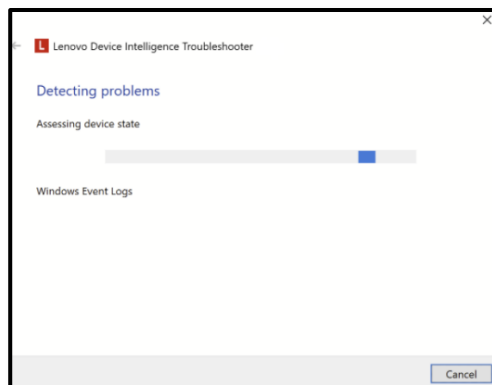 L Lenovo Device Intelligence Troubleshooter
Detecting problems
Assessing device state
Windows Event Logs
Cancel